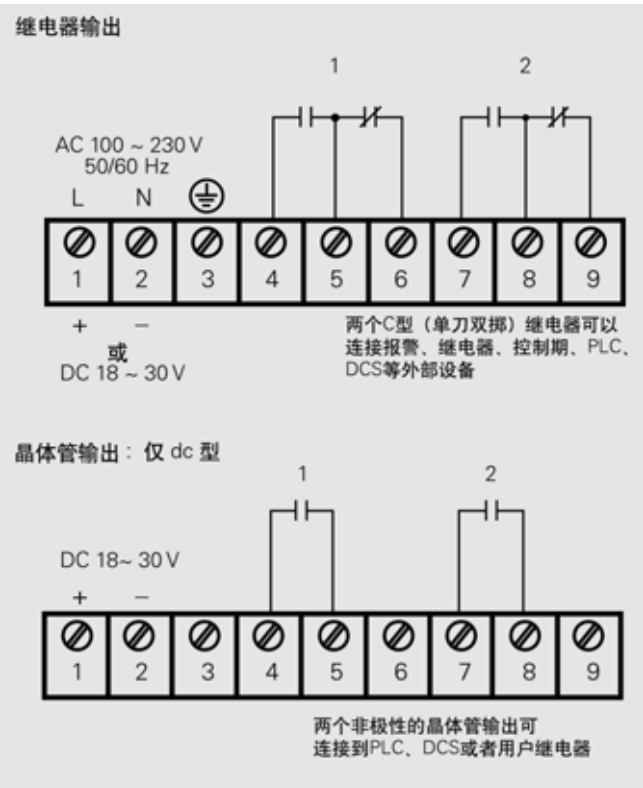 继电器输出
1 2
AC 100 ~ 230 V
50/60 Hz
L N
1 2 3 4 5 6 7 8 9
+ −
或
DC 18 ~ 30 V
两个C型（单刀双掷）继电器可以
连接报警、继电器、控制期、PLC、
DCS等外部设备
晶体管输出：仅 dc 型
1 2
DC 18~ 30 V
+ −
1 2 3 4 5 6 7 8 9
两个非极性的晶体管输出可
连接到PLC、DCS或者用户继电器